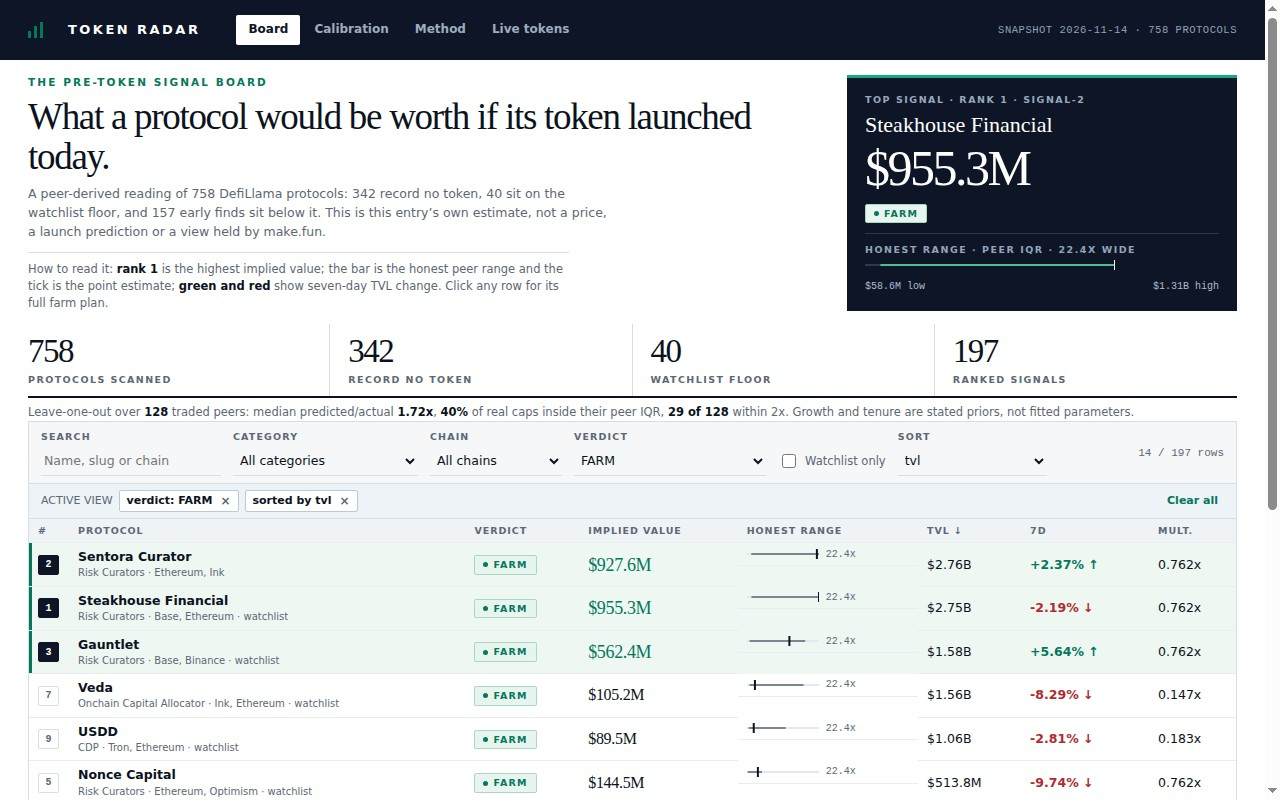 TOKEN RADAR
Board
Calibration
Method
Live tokens
SNAPSHOT 2026-11-14 · 758 PROTOCOLS
THE PRE-TOKEN SIGNAL BOARD
What a protocol would be worth if its token launched
today.
A peer-derived reading of 758 DefiLlama protocols: 342 record no token, 40 sit on the
watchlist floor, and 157 early finds sit below it. This is this entry’s own estimate, not a price,
a launch prediction or a view held by make.fun.
How to read it: rank 1 is the highest implied value; the bar is the honest peer range and the
tick is the point estimate; green and red show seven-day TVL change. Click any row for its
full farm plan.
TOP SIGNAL · RANK 1 · SIGNAL-2
Steakhouse Financial
$955.3M
FARM
HONEST RANGE · PEER IQR · 22.4X WIDE
$58.6M low
$1.31B high
758
PROTOCOLS SCANNED
342
RECORD NO TOKEN
40
WATCHLIST FLOOR
197
RANKED SIGNALS
Leave-one-out over 128 traded peers: median predicted/actual 1.72x, 40% of real caps inside their peer IQR, 29 of 128 within 2x. Growth and tenure are stated priors, not fitted parameters.
SEARCH
Name, slug or chain
CATEGORY
All categories
CHAIN
All chains
VERDICT
FARM
Watchlist only
SORT
tvl
14 / 197 rows
ACTIVE VIEW verdict: FARM × sorted by tvl × Clear all
# PROTOCOL VERDICT IMPLIED VALUE HONEST RANGE TVL ↓ 7D MULT.
2 Sentora Curator FARM $927.6M 22.4x $2.76B +2.37% ↑ 0.762x
Risk Curators · Ethereum, Ink
1 Steakhouse Financial FARM $955.3M 22.4x $2.75B -2.19% ↓ 0.762x
Risk Curators · Base, Ethereum · watchlist
3 Gauntlet FARM $562.4M 22.4x $1.58B +5.64% ↑ 0.762x
Risk Curators · Base, Binance · watchlist
7 Veda FARM $105.2M 22.4x $1.56B -8.29% ↓ 0.147x
Onchain Capital Allocator · Ink, Ethereum · watchlist
9 USDD FARM $89.5M 22.4x $1.06B -2.81% ↓ 0.183x
CDP · Tron, Ethereum · watchlist
5 Nonce Capital FARM $144.5M 22.4x $513.8M -9.74% ↓ 0.762x
Risk Curators · Ethereum, Optimism · watchlist